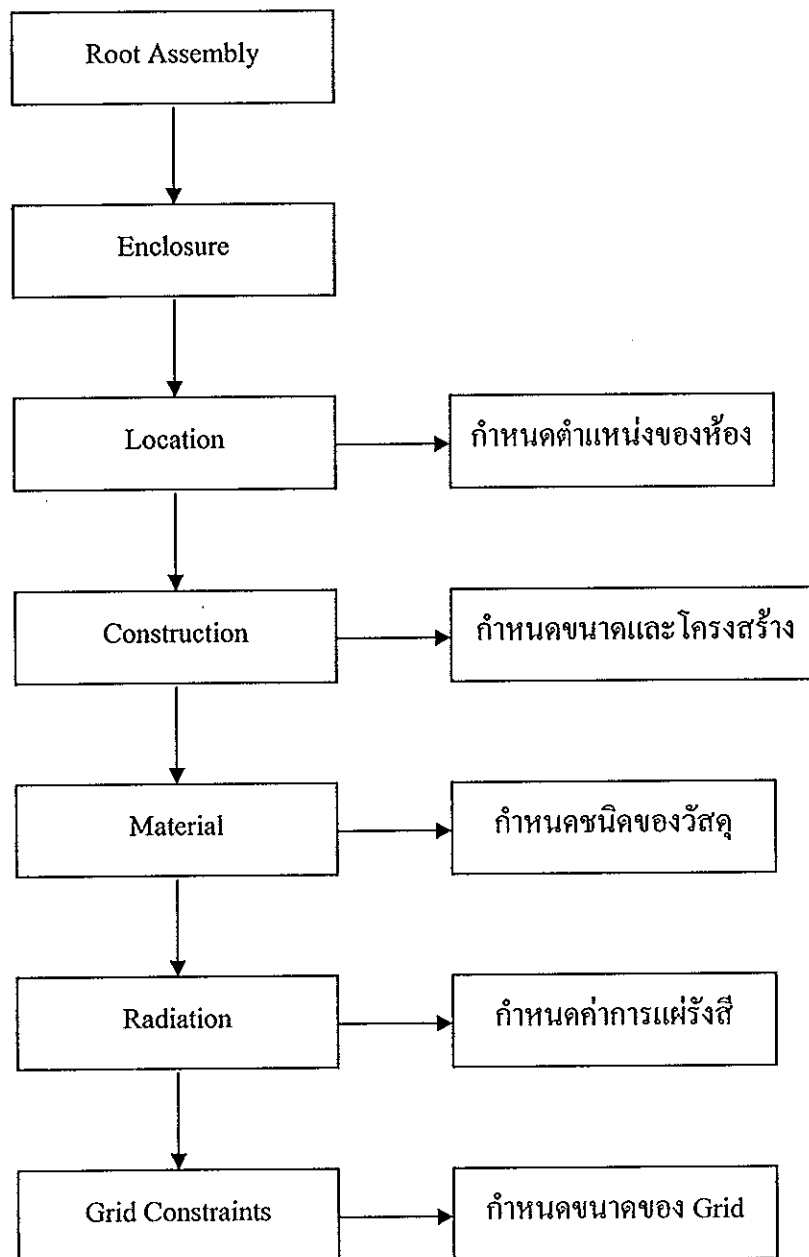 Root Assembly
Enclosure
Location
กำหนดตำแหน่งของห้อง
Construction
กำหนดขนาดและโครงสร้าง
Material
กำหนดชนิดของวัสดุ
Radiation
กำหนดค่าการแผ่รังสี
Grid Constraints
กำหนดขนาดของ Grid